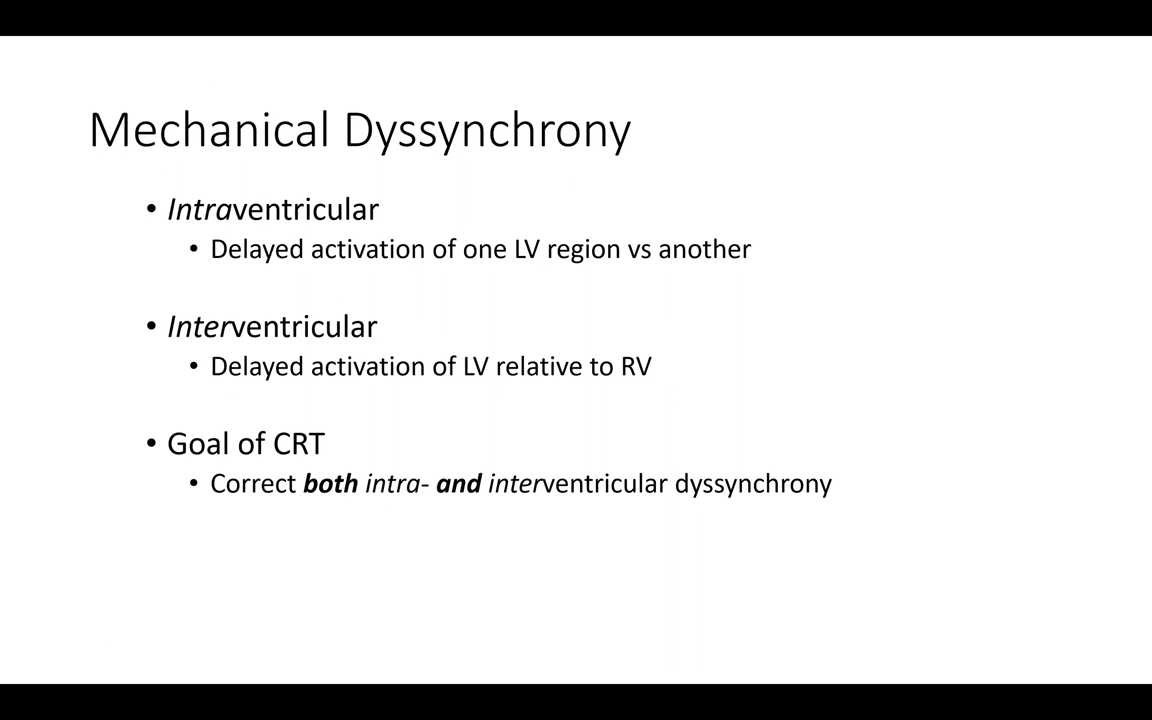 Mechanical Dyssynchrony
• Intraventricular
• Delayed activation of one LV region vs another
• Interventricular
• Delayed activation of LV relative to RV
• Goal of CRT
• Correct both intra- and interventricular dyssynchrony